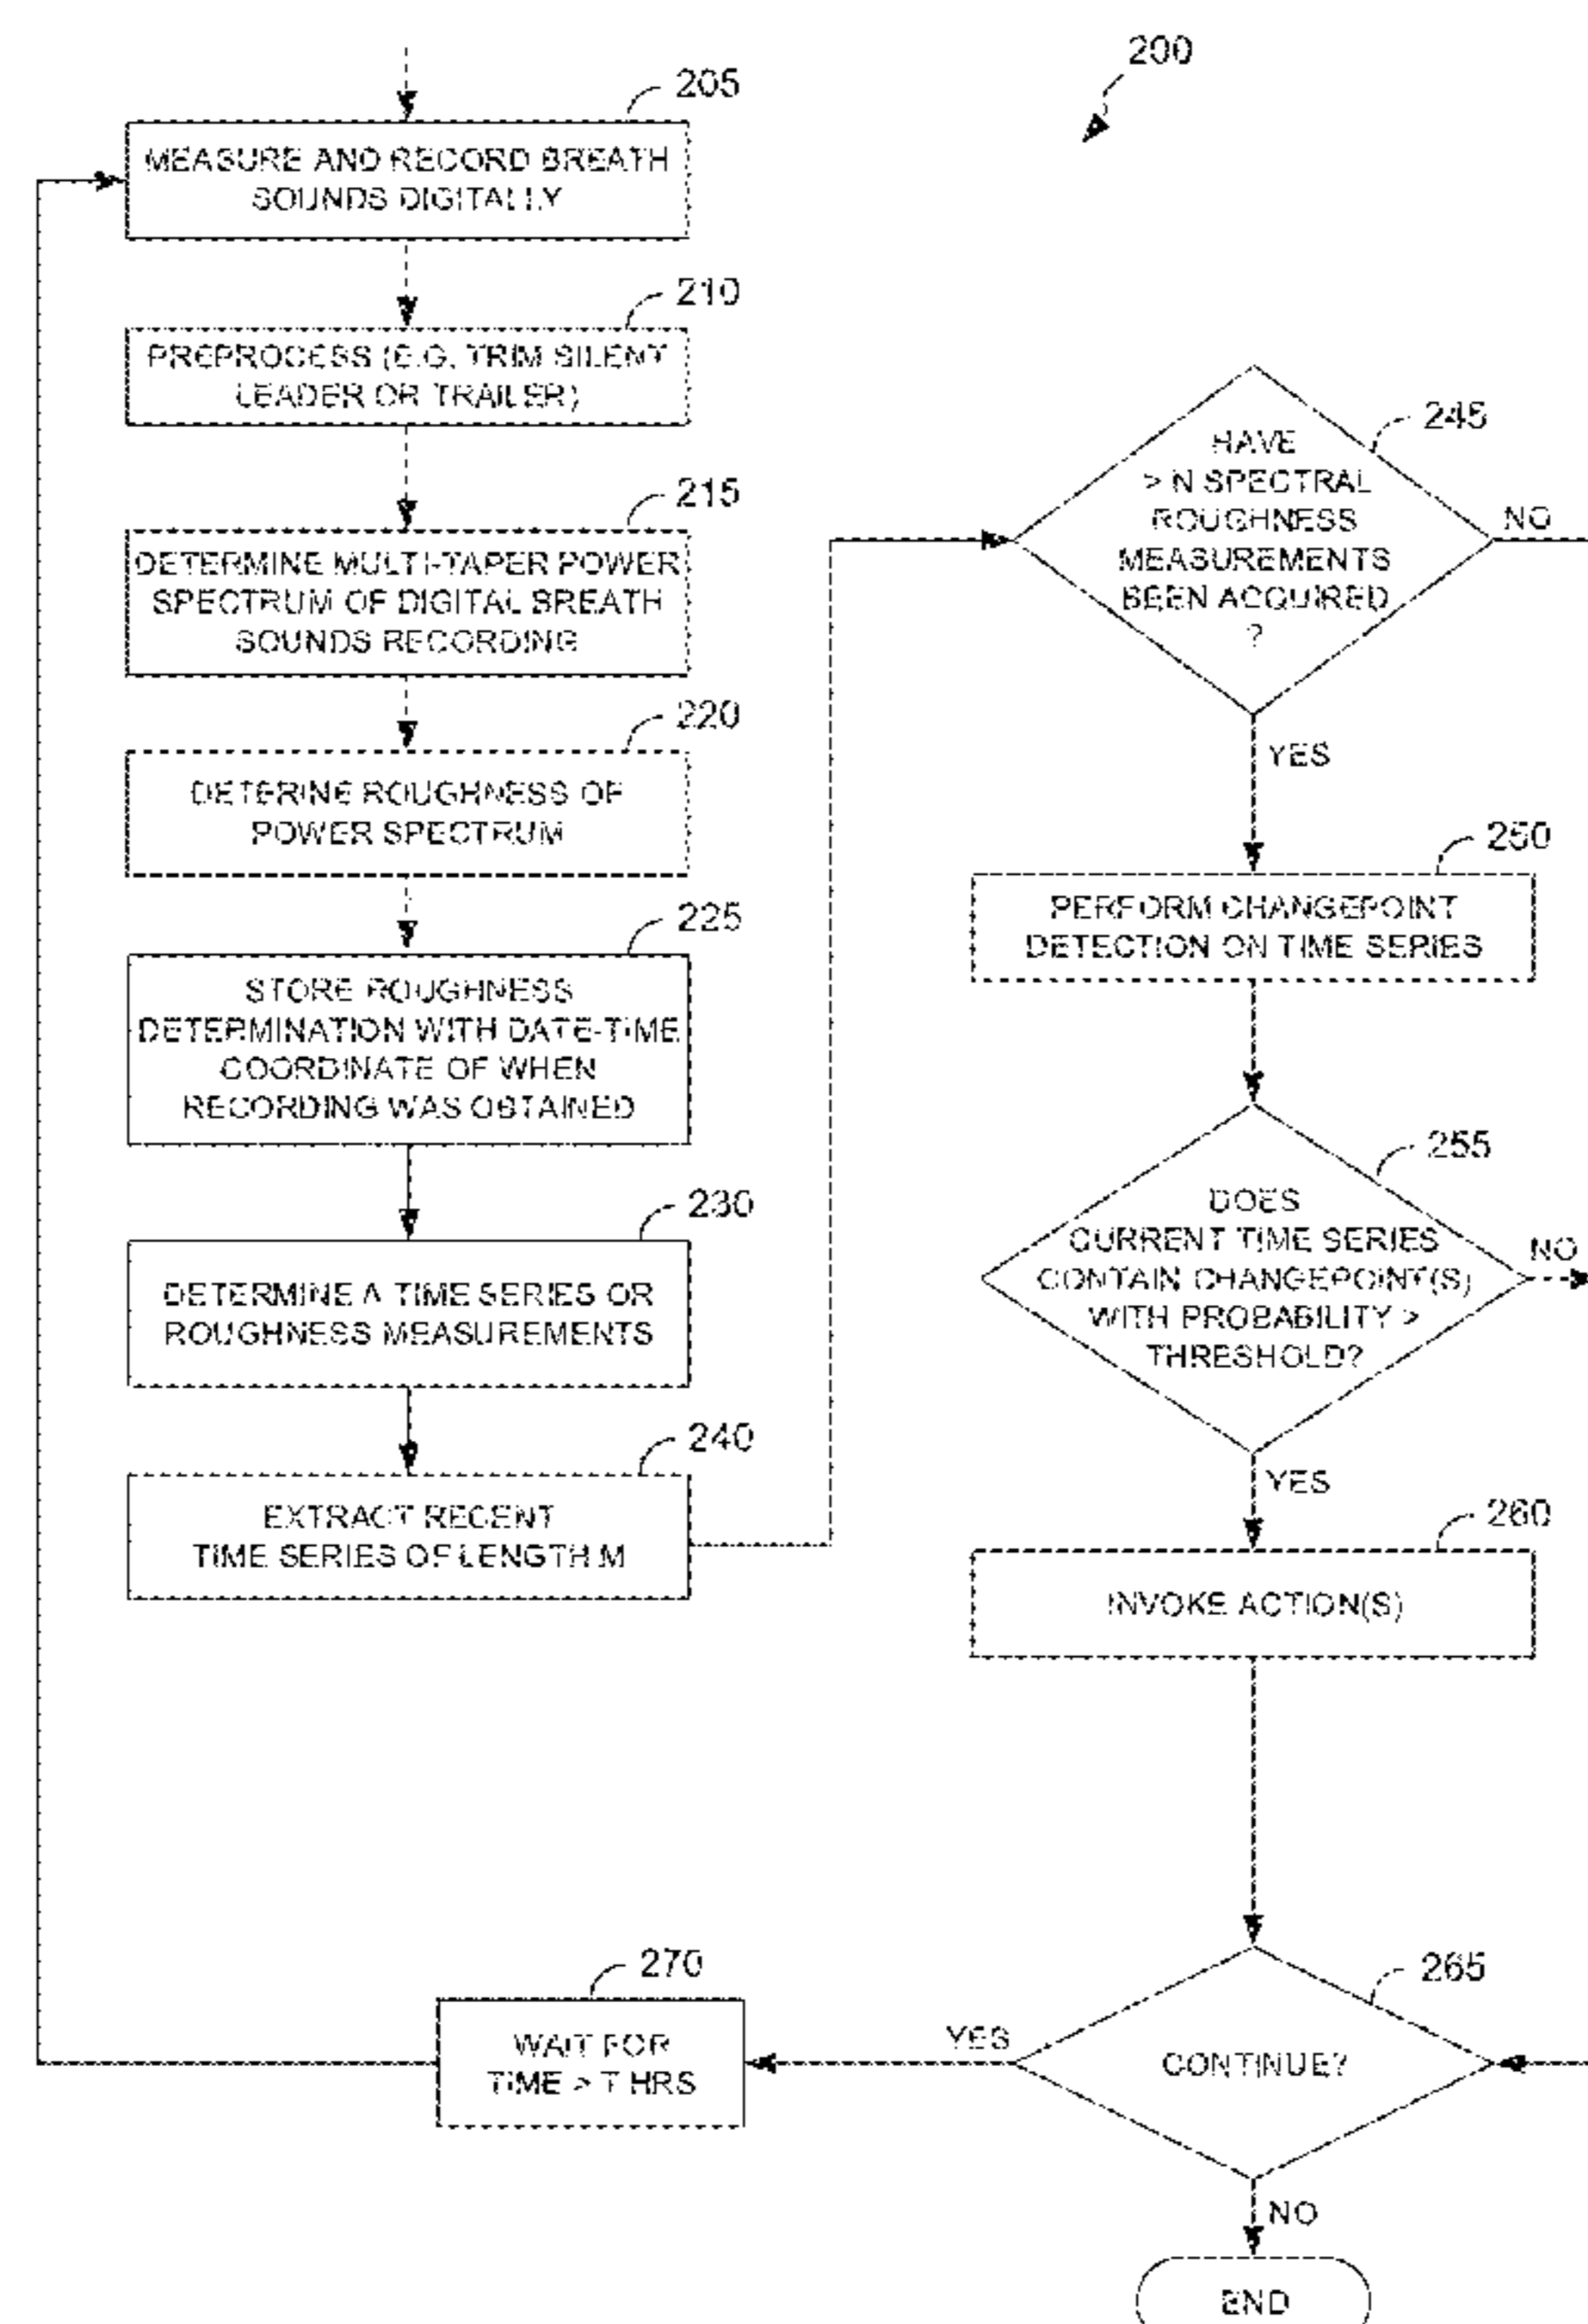 200
205
MEASURE AND RECORD BREATH
SOUNDS DIGITALLY
210
PREPROCESS (E.G, TRIM SILENT
LEADER OR TRAILER)
215
DETERMINE MULTI-TAPER POWER
SPECTRUM OF DIGITAL BREATH
SOUNDS RECORDING
220
DETERINE ROUGHNESS OF
POWER SPECTRUM
225
STORE ROUGHNESS
DETERMINATION WITH DATE-TIME
COORDINATE OF WHEN
RECORDING WAS OBTAINED
230
DETERMINE A TIME SERIES OR
ROUGHNESS MEASUREMENTS
240
EXTRACT RECENT
TIME SERIES OF LENGTH M
245
HAVE
> N SPECTRAL
ROUGHNESS
MEASUREMENTS
BEEN ACQUIRED
?
NO
YES
250
PERFORM CHANGEPOINT
DETECTION ON TIME SERIES
255
DOES
CURRENT TIME SERIES
CONTAIN CHANGEPOINT(S)
WITH PROBABILITY >
THRESHOLD?
NO
YES
260
INVOKE ACTION(S)
265
CONTINUE?
YES
270
WAIT FOR
TIME > T HRS
NO
END